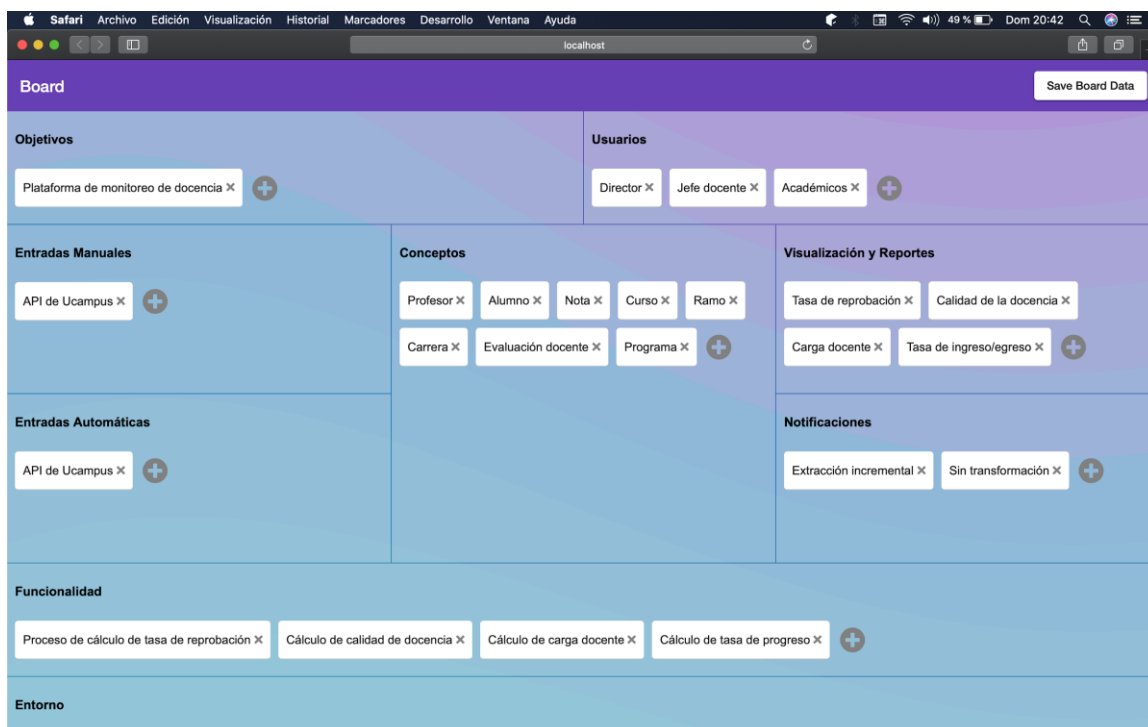 Safari Archivo Edición Visualización Historial Marcadores Desarrollo Ventana Ayuda 49 % Dom 20:42
localhost
Board Save Board Data
Objetivos
Plataforma de monitoreo de docencia ×
Usuarios
Director × Jefe docente × Académicos ×
Entradas Manuales
API de Ucampus ×
Conceptos
Profesor × Alumno × Nota × Curso × Ramo ×
Carrera × Evaluación docente × Programa ×
Visualización y Reportes
Tasa de reprobación × Calidad de la docencia ×
Carga docente × Tasa de ingreso/egreso ×
Entradas Automáticas
API de Ucampus ×
Notificaciones
Extracción incremental × Sin transformación ×
Funcionalidad
Proceso de cálculo de tasa de reprobación × Cálculo de calidad de docencia × Cálculo de carga docente × Cálculo de tasa de progreso ×
Entorno